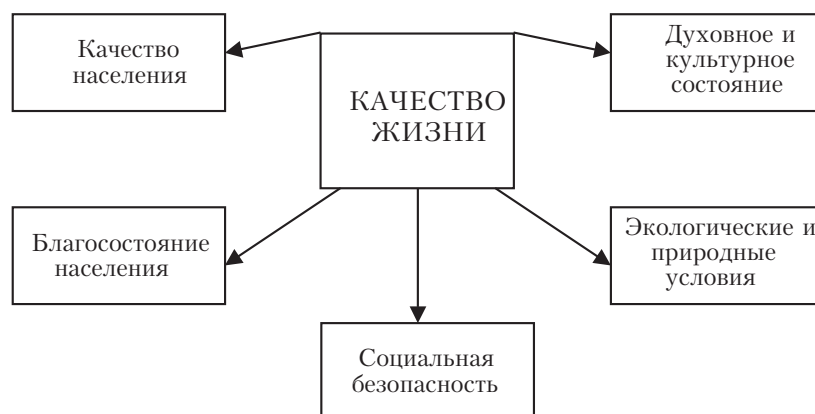 Качество
населения
КАЧЕСТВО
ЖИЗНИ
Духовное и
культурное
состояние
Благосостояние
населения
Экологические и
природные
условия
Социальная
безопасность